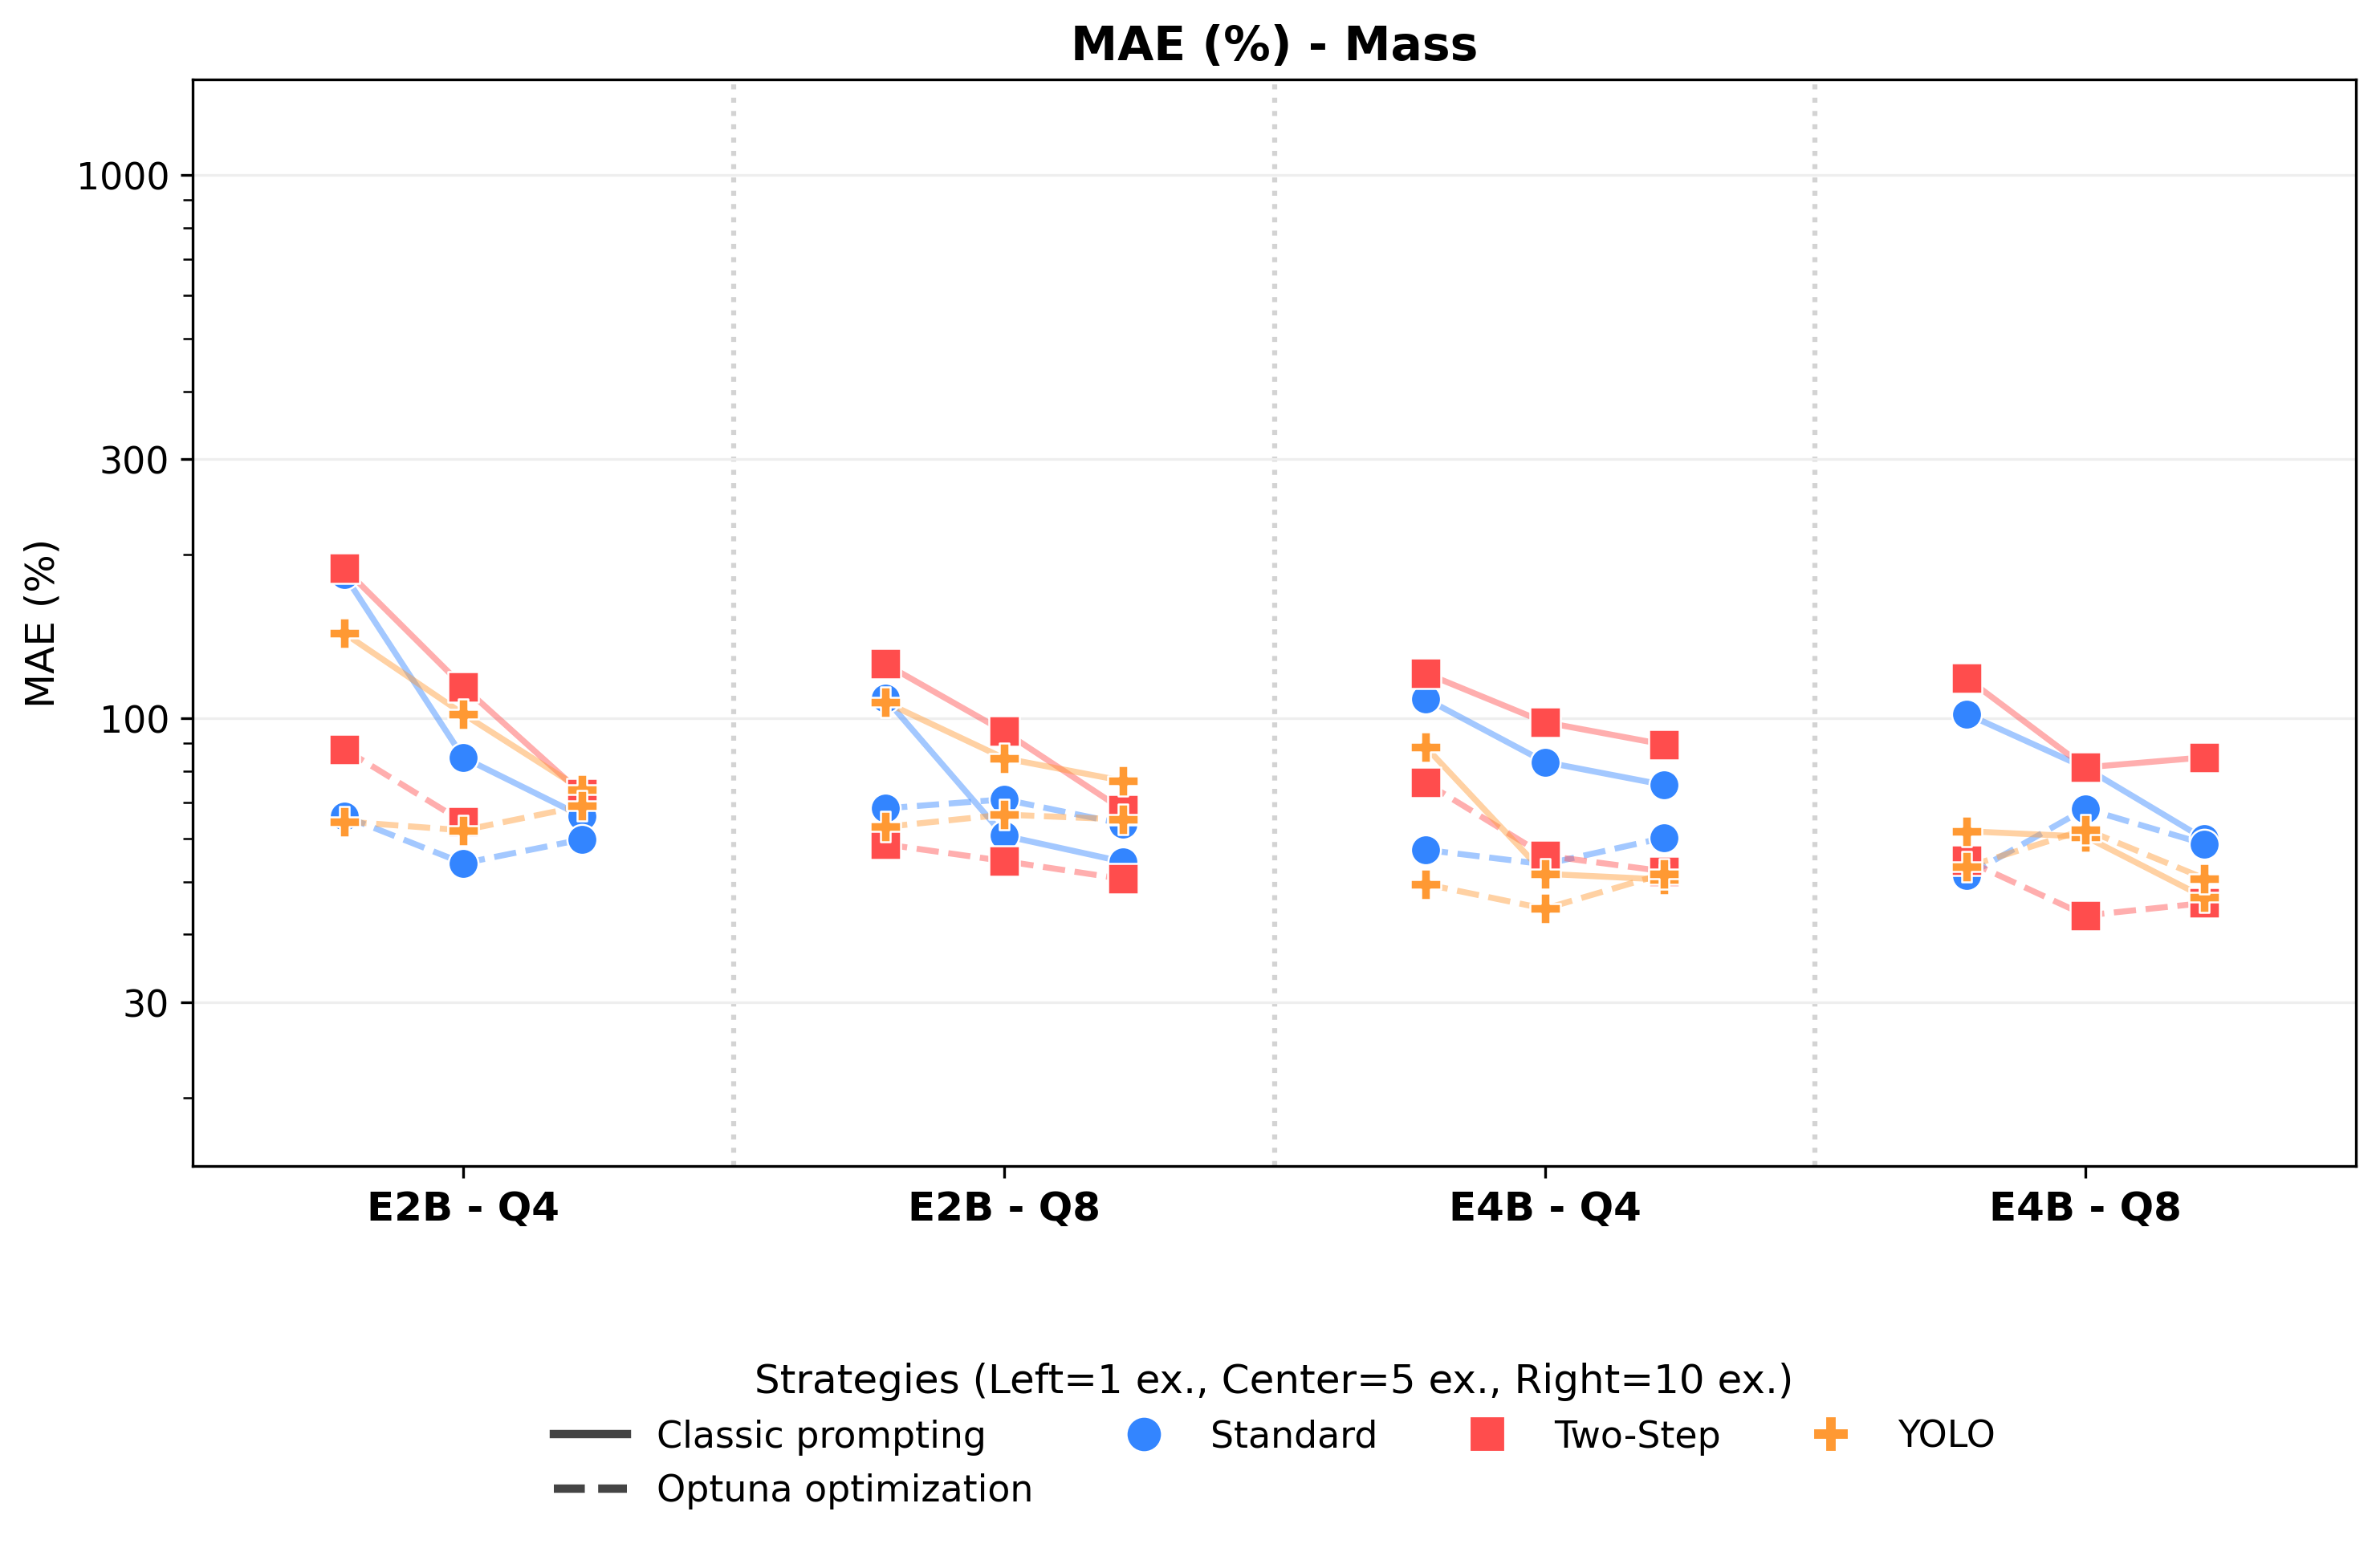 MAE (%) - Mass
MAE (%)
1000
300
100
30
E2B - Q4
E2B - Q8
E4B - Q4
E4B - Q8
Strategies (Left=1 ex., Center=5 ex., Right=10 ex.)
Classic prompting
Standard
Two-Step
YOLO
Optuna optimization